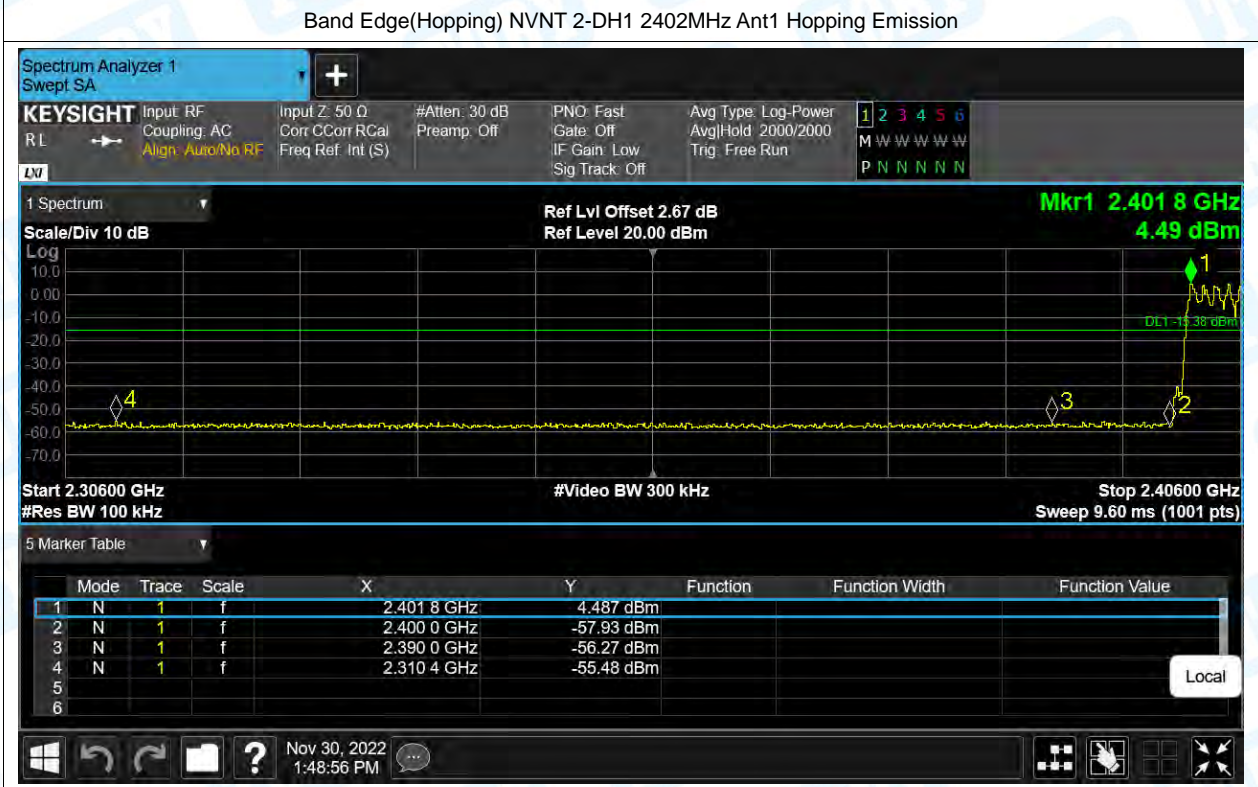 Band Edge(Hopping) NVNT 2-DH1 2402MHz Ant1 Hopping Emission
Spectrum Analyzer 1
Swept SA
+
KEYSIGHT Input: RF Input Z: 50 Ω #Atten: 30 dB PNO: Fast Avg Type: Log-Power 1 2 3 4 5 6
RL Coupling: AC Corr CCorr RCal Preamp: Off Gate: Off Avg|Hold: 2000/2000 M W W W W W
Align: Auto/No RF Freq Ref: Int (S) IF Gain: Low Trig: Free Run
LXI Sig Track: Off P N N N N N
1 Spectrum Ref Lvl Offset 2.67 dB Mkr1 2.401 8 GHz
Scale/Div 10 dB Ref Level 20.00 dBm 4.49 dBm
Log
1
10.0
0.00
-10.0
DL1 -15.38 dBm
-20.0
-30.0
-40.0
4 3 2
-50.0
-60.0
-70.0
Start 2.30600 GHz #Video BW 300 kHz Stop 2.40600 GHz
#Res BW 100 kHz Sweep 9.60 ms (1001 pts)
5 Marker Table
Mode Trace Scale X Y Function Function Width Function Value
1 N 1 f 2.401 8 GHz 4.487 dBm
2 N 1 f 2.400 0 GHz -57.93 dBm
3 N 1 f 2.390 0 GHz -56.27 dBm
4 N 1 f 2.310 4 GHz -55.48 dBm
5
6
Local
? Nov 30, 2022
1:48:56 PM